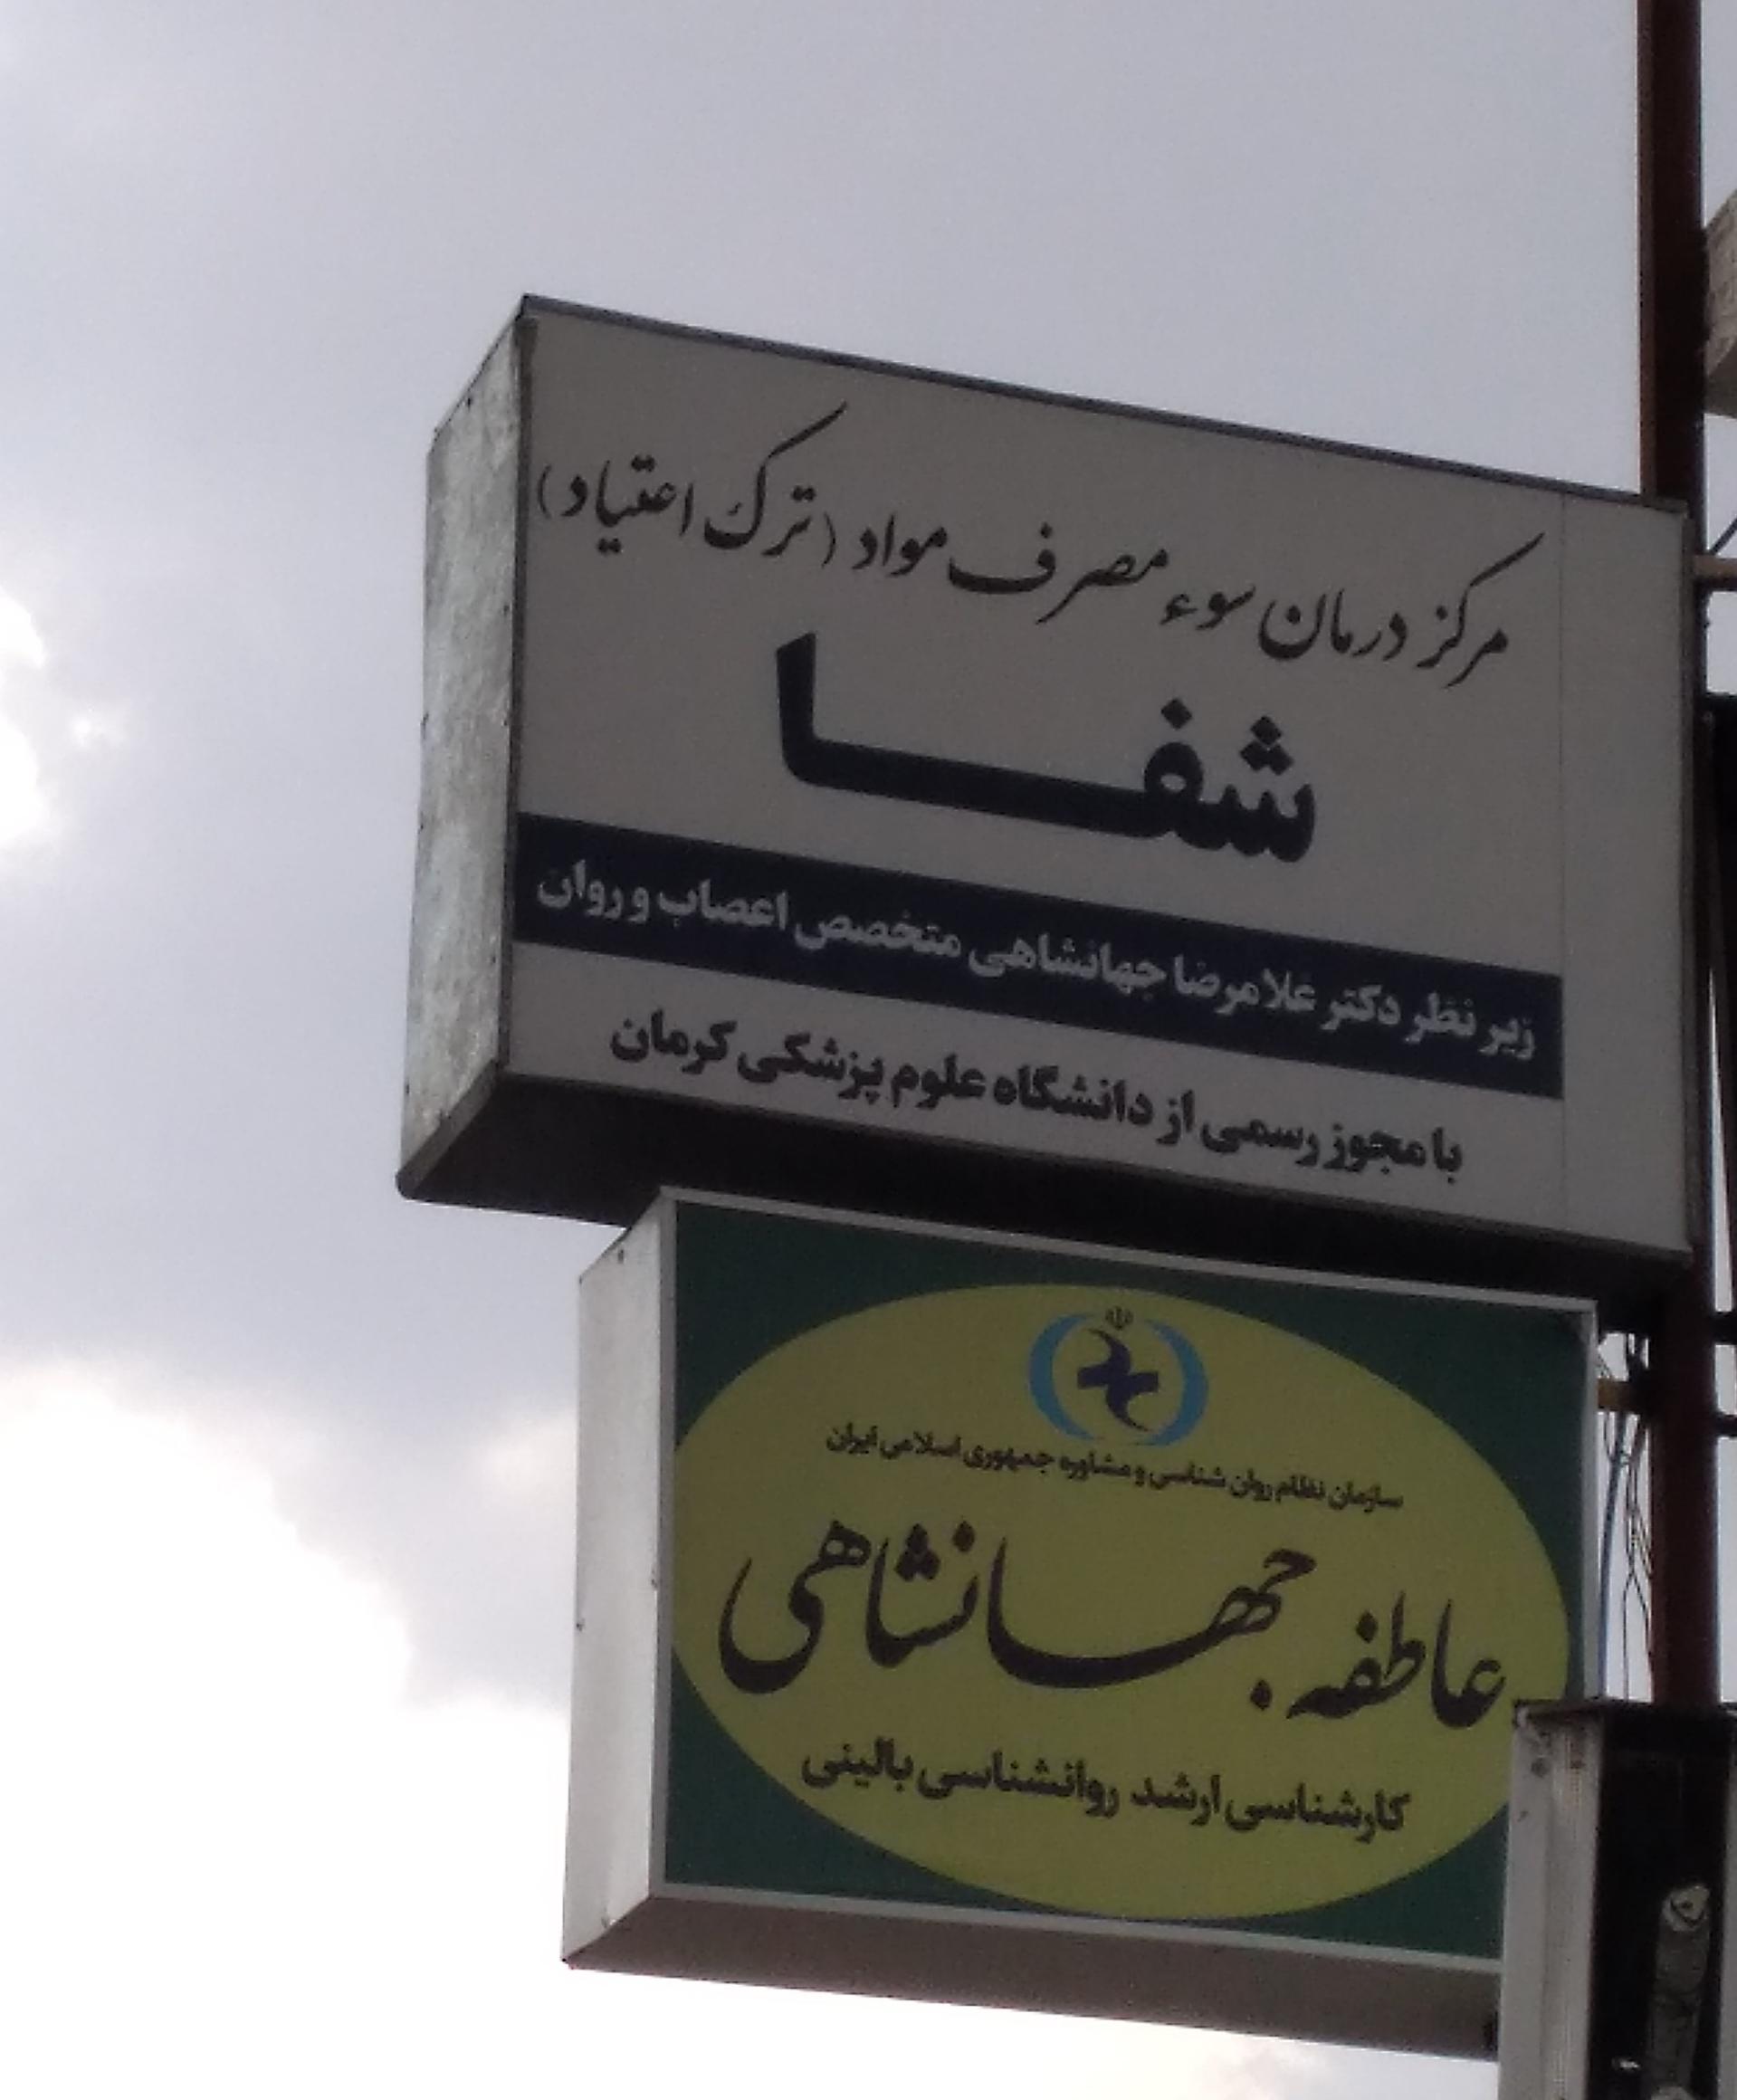 مرکز درمان سوء مصرف مواد (ترک اعتیاد)
شفا
زیر نظر دکتر غلامرضا جهانشاهی متخصص اعصاب و روان
با مجوز رسمی از دانشگاه علوم پزشکی کرمان
سازمان نظام روان شناسی و مشاوره جمهوری اسلامی ایران
عاطفه جهانشاهی
کارشناسی ارشد روانشناسی بالینی